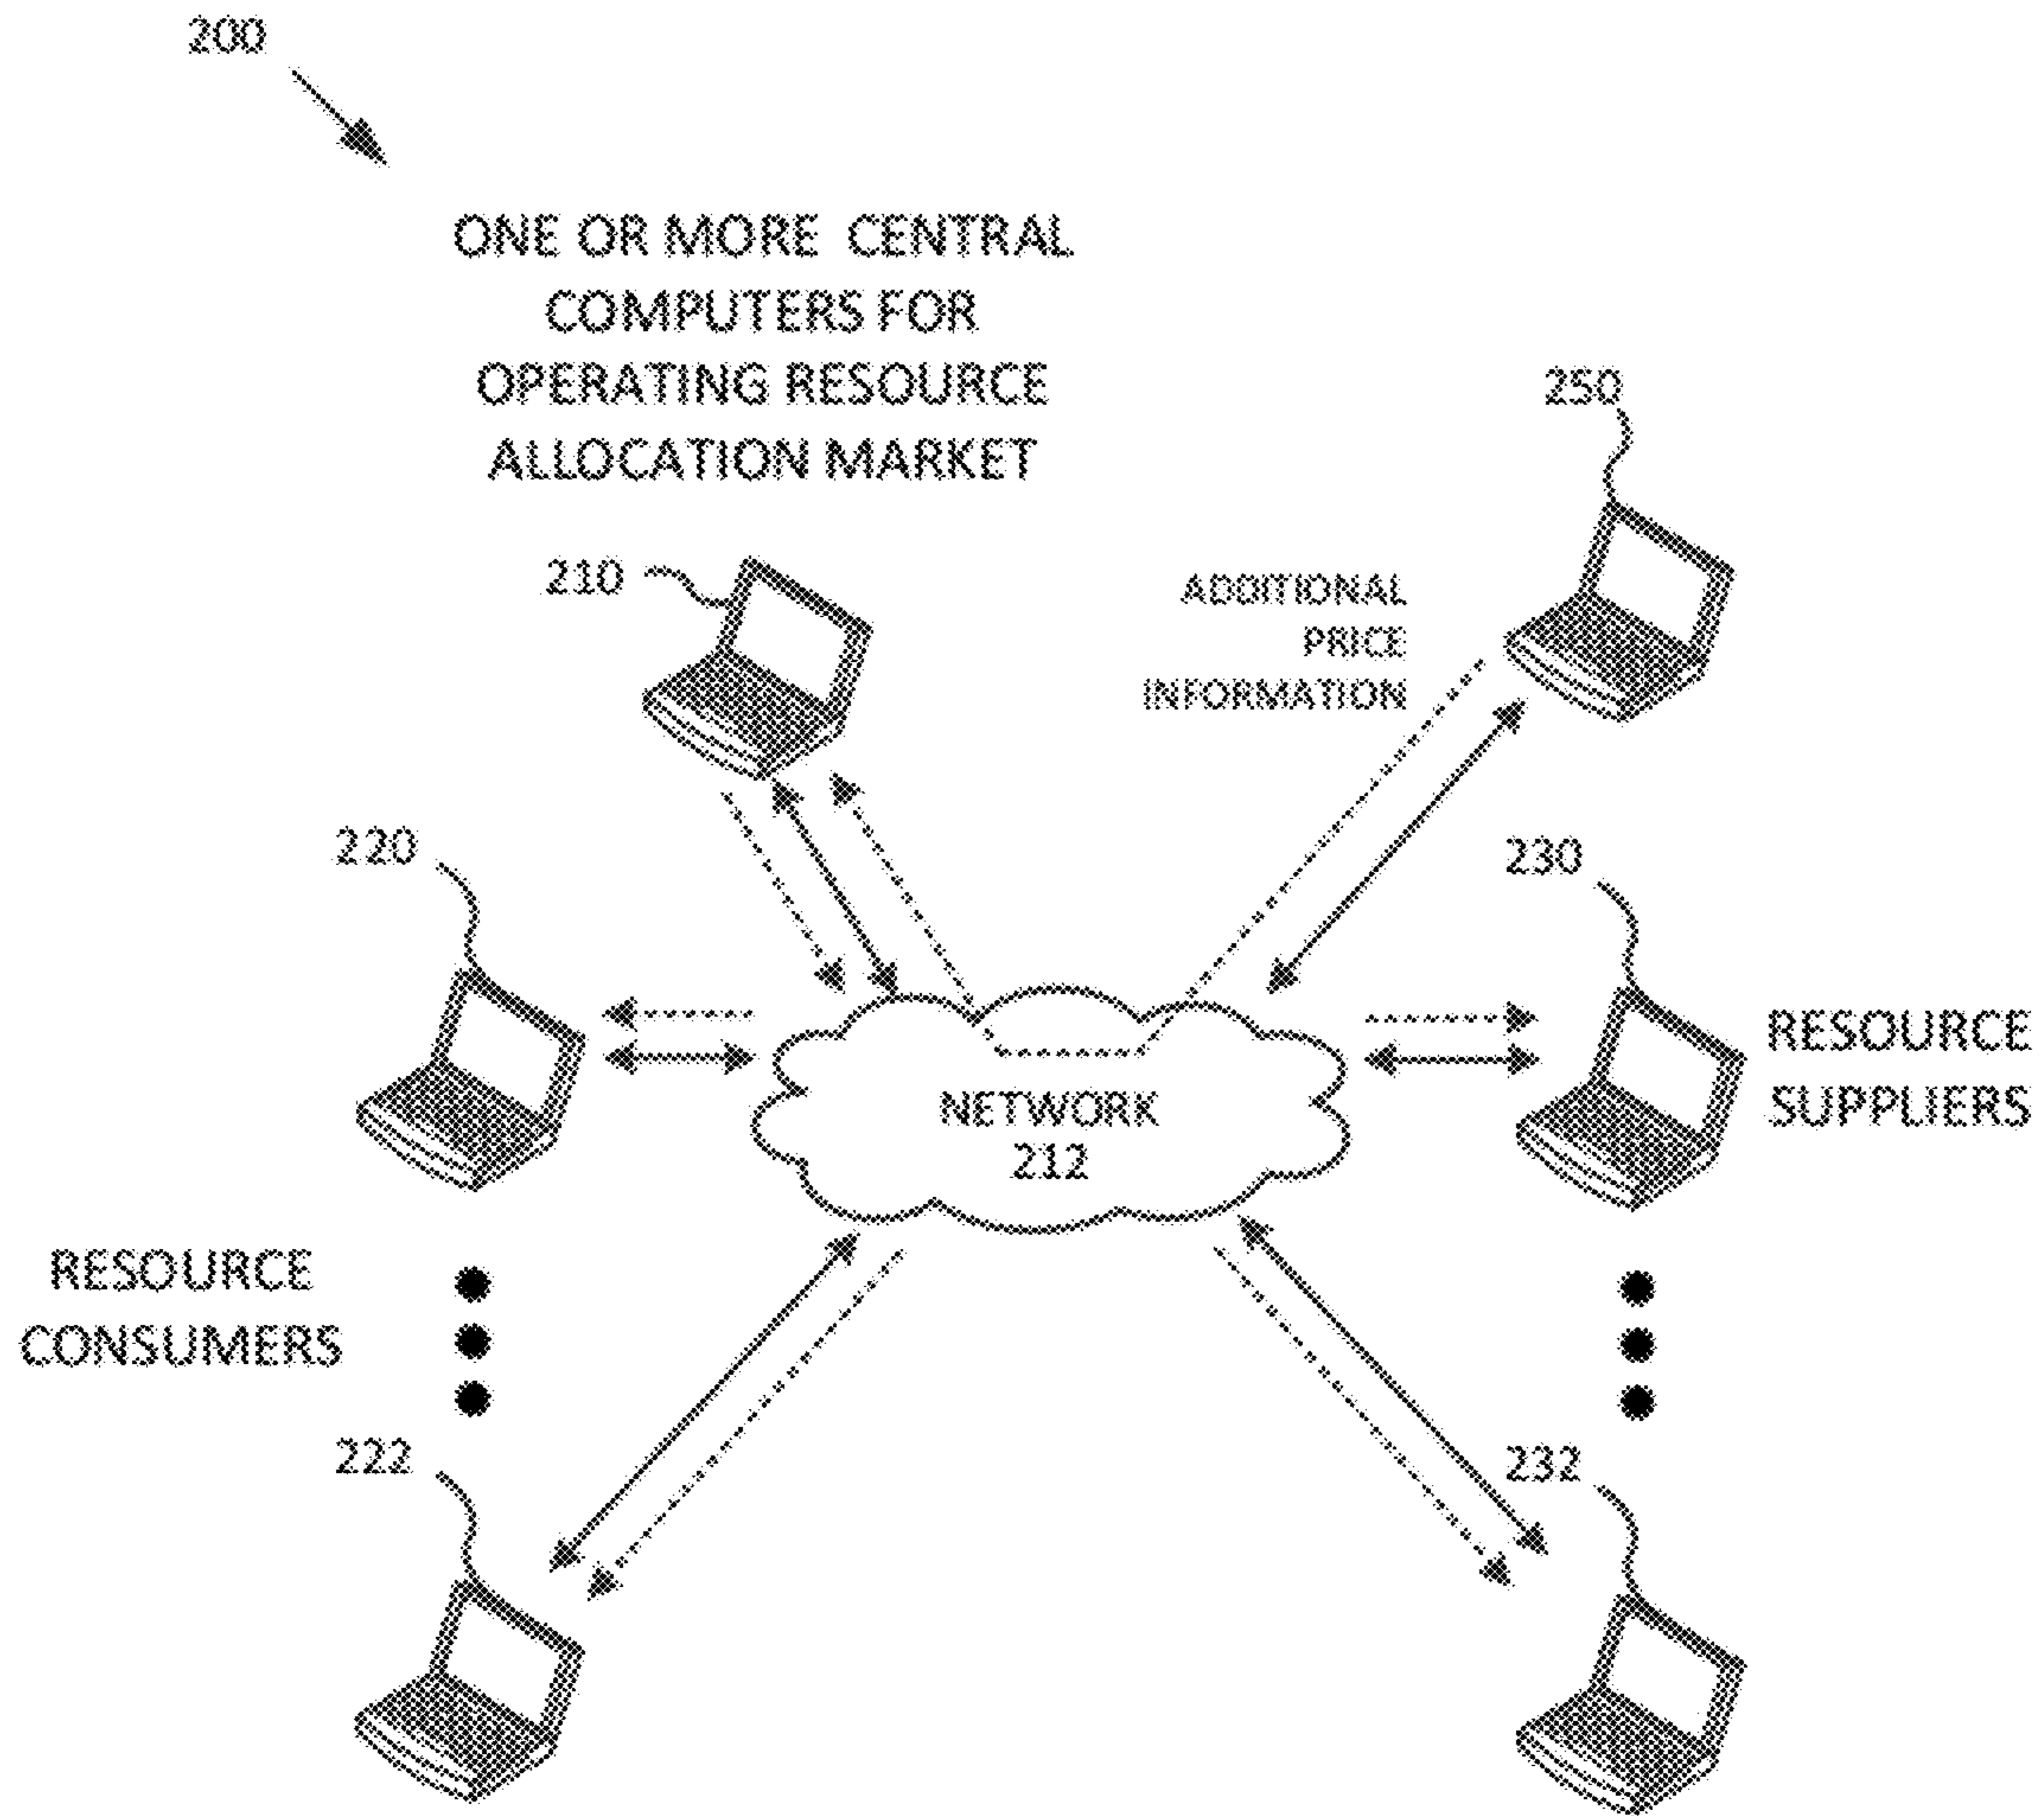 200
ONE OR MORE CENTRAL
COMPUTERS FOR
OPERATING RESOURCE
ALLOCATION MARKET
250
210
ADDITIONAL
PRICE
INFORMATION
220
230
RESOURCE
SUPPLIERS
NETWORK
212
RESOURCE
CONSUMERS
222
232